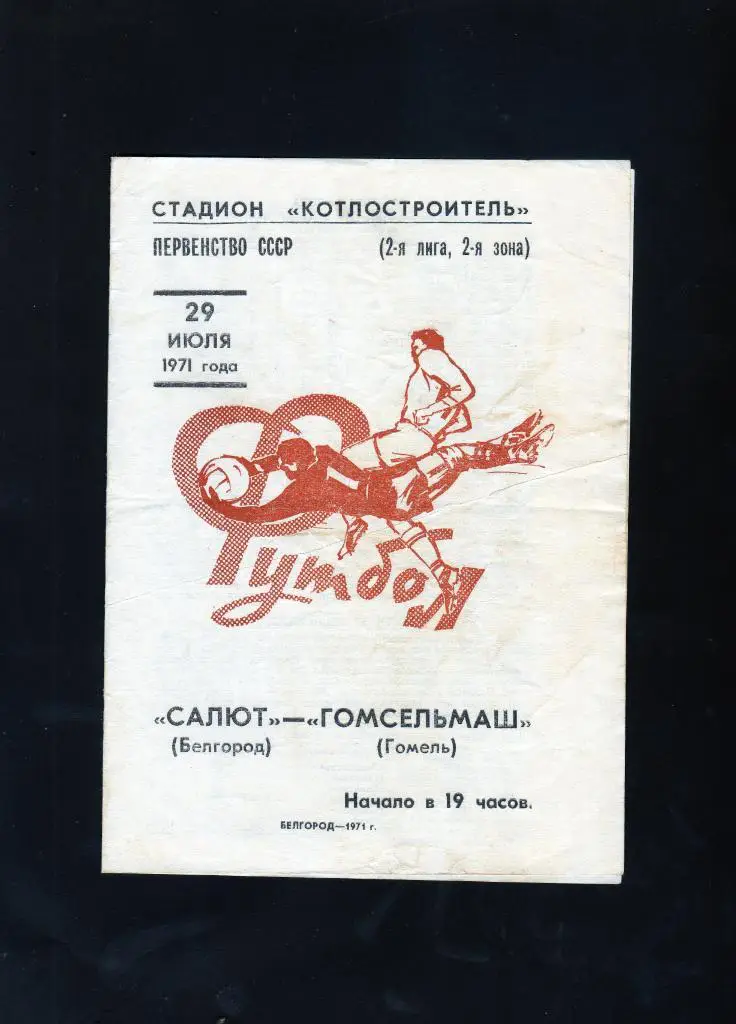 СТАДИОН «КОТЛОСТРОИТЕЛЬ»
ПЕРВЕНСТВО СССР (2-я лига, 2-я зона)
29
ИЮЛЯ
1971 года
Футбол
«САЛЮТ»—«ГОМСЕЛЬМАШ»
(Белгород) (Гомель)
Начало в 19 часов.
БЕЛГОРОД—1971 г.